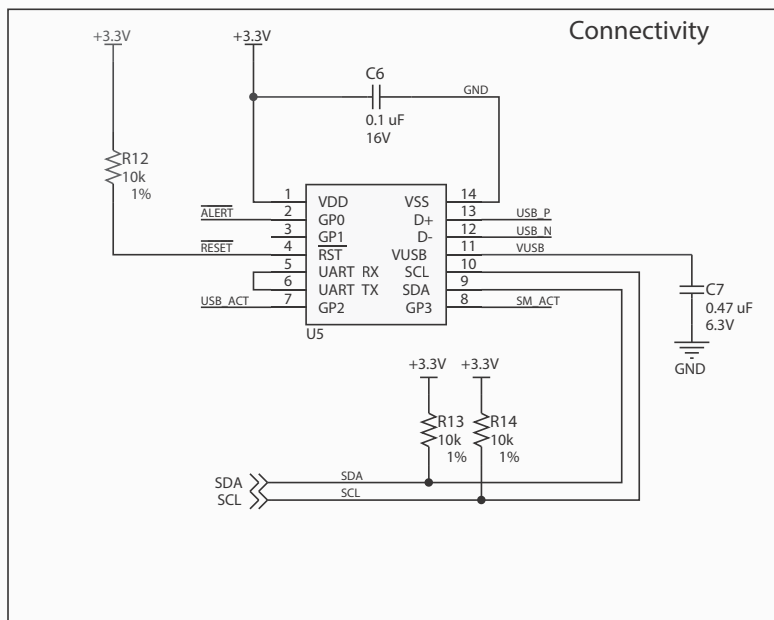 Connectivity
+3.3V
+3.3V
C6
0.1 uF
16V
GND
R12
10k
1%
1 VDD VSS 14
ALERT 2 GP0 D+ 13 USB_P
3 GP1 D- 12 USB_N
RESET 4 RST VUSB 11 VUSB
5 UART RX SCL 10
6 UART TX SDA 9
USB_ACT 7 GP2 GP3 8 SM_ACT
U5
C7
0.47 uF
6.3V
GND
+3.3V
+3.3V
R13
10k
1%
R14
10k
1%
SDA SDA
SCL SCL